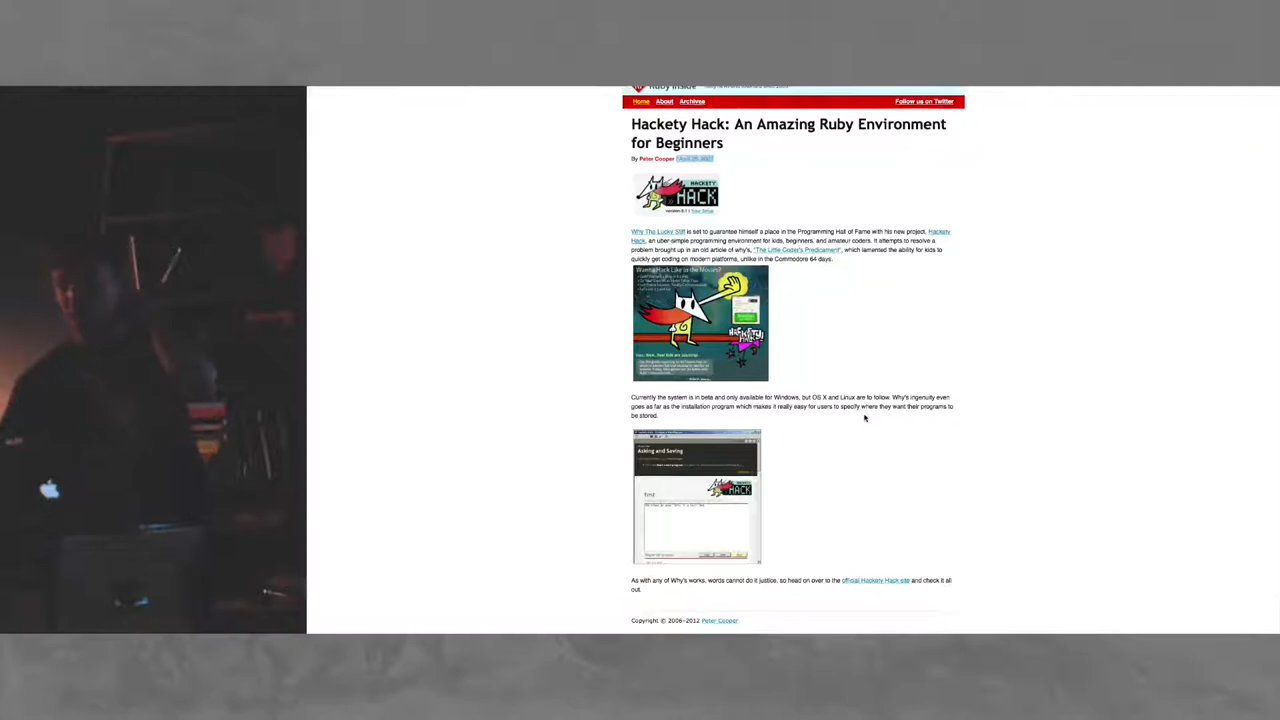 Ruby Inside
Home About Archives Follow us on Twitter
Hackety Hack: An Amazing Ruby Environment
for Beginners
By Peter Cooper
HACKETY
HACK
Why The Lucky Stiff is set to guarantee himself a place in the Programming Hall of Fame with his new project, Hackety
Hack, an uber-simple programming environment for kids, beginners, and amateur coders. It attempts to resolve a
problem brought up in an old article of why's, "The Little Coder's Predicament", which lamented the ability for kids to
quickly get coding on modern platforms, unlike in the Commodore 64 days.
Wanna Hack Like in the Movies?
HACKETY
HACK
Currently the system is in beta and only available for Windows, but OS X and Linux are to follow. Why's ingenuity even
goes as far as the installation program which makes it really easy for users to specify where they want their programs to
be stored.
Asking and Saving
HACKETY
HACK
As with any of Why's works, words cannot do it justice, so head on over to the official Hackety Hack site and check it all
out.
Copyright © 2006–2012 Peter Cooper